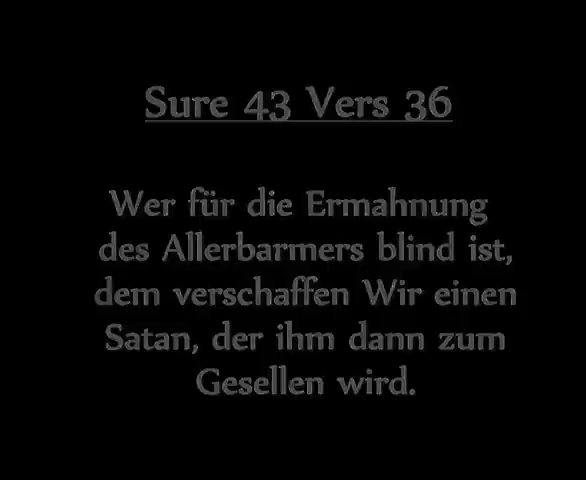 Sure 43 Vers 36
Wer für die Ermahnung
des Allerbarmers blind ist,
dem verschaffen Wir einen
Satan, der ihm dann zum
Gesellen wird.